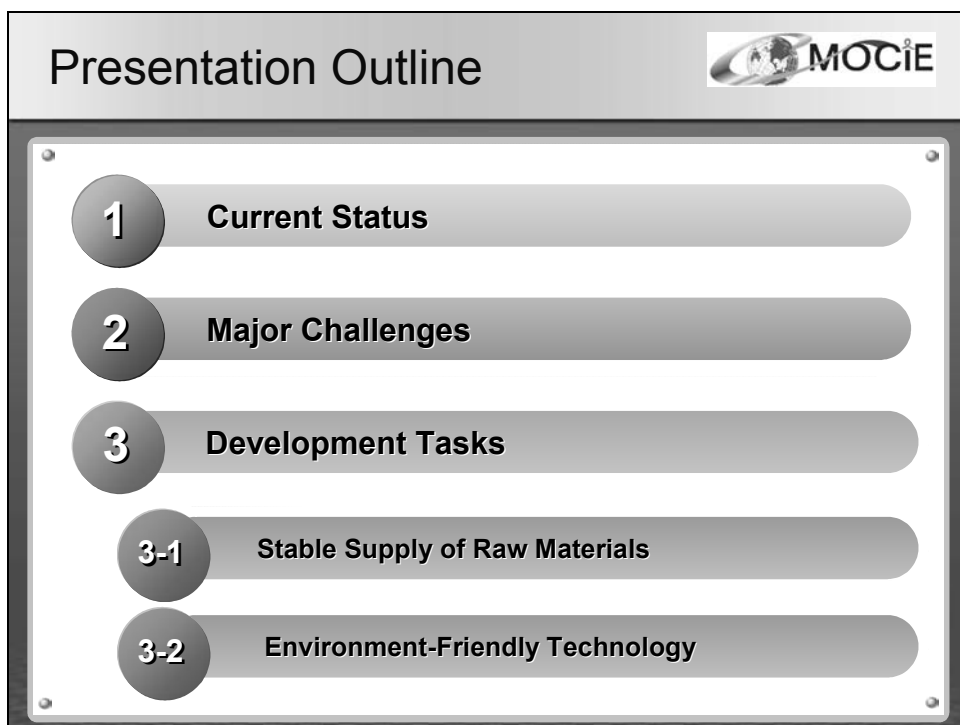 Presentation Outline
MOCiE
1 Current Status
2 Major Challenges
3 Development Tasks
3-1 Stable Supply of Raw Materials
3-2 Environment-Friendly Technology